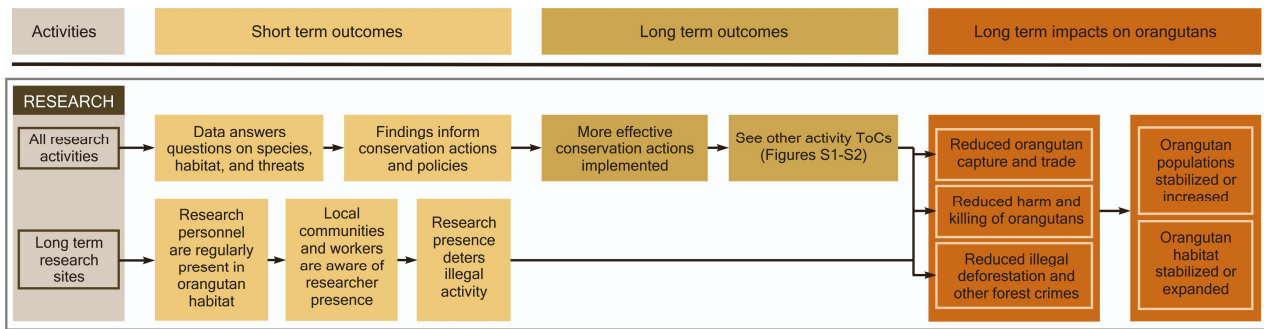 Activities
Short term outcomes
Long term outcomes
Long term impacts on orangutans
RESEARCH
All research
activities
Data answers
questions on species,
habitat, and threats
Findings inform
conservation actions
and policies
More effective
conservation actions
implemented
See other activity ToCs
(Figures S1-S2)
Reduced orangutan
capture and trade
Reduced harm and
killing of orangutans
Reduced illegal
deforestation and
other forest crimes
Orangutan
populations
stabilized or
increased
Orangutan
habitat
stabilized or
expanded
Long term
research
sites
Research
personnel
are regularly
present in
orangutan
habitat
Local
communities
and workers
are aware of
researcher
presence
Research
presence
deters
illegal
activity